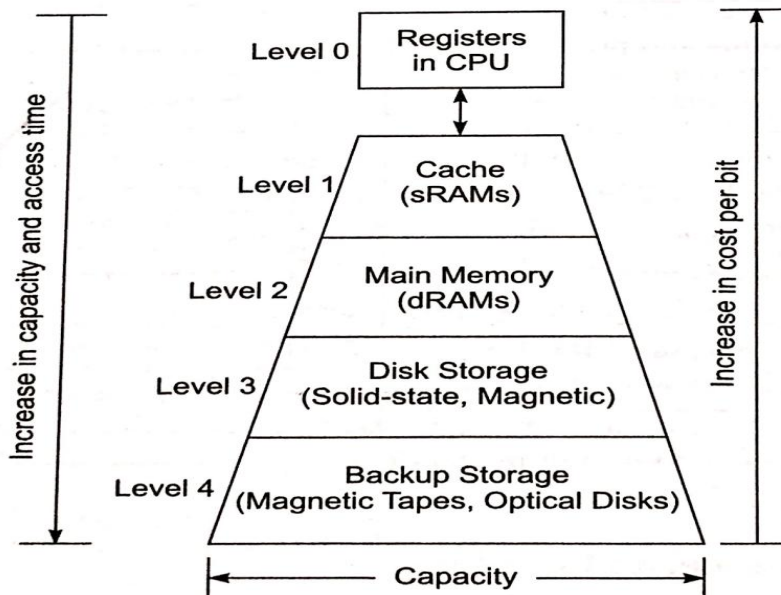 Level 0
Registers
in CPU
Increase in capacity and access time
Level 1
Cache
(sRAMs)
Increase in cost per bit
Level 2
Main Memory
(dRAMs)
Level 3
Disk Storage
(Solid-state, Magnetic)
Level 4
Backup Storage
(Magnetic Tapes, Optical Disks)
Capacity